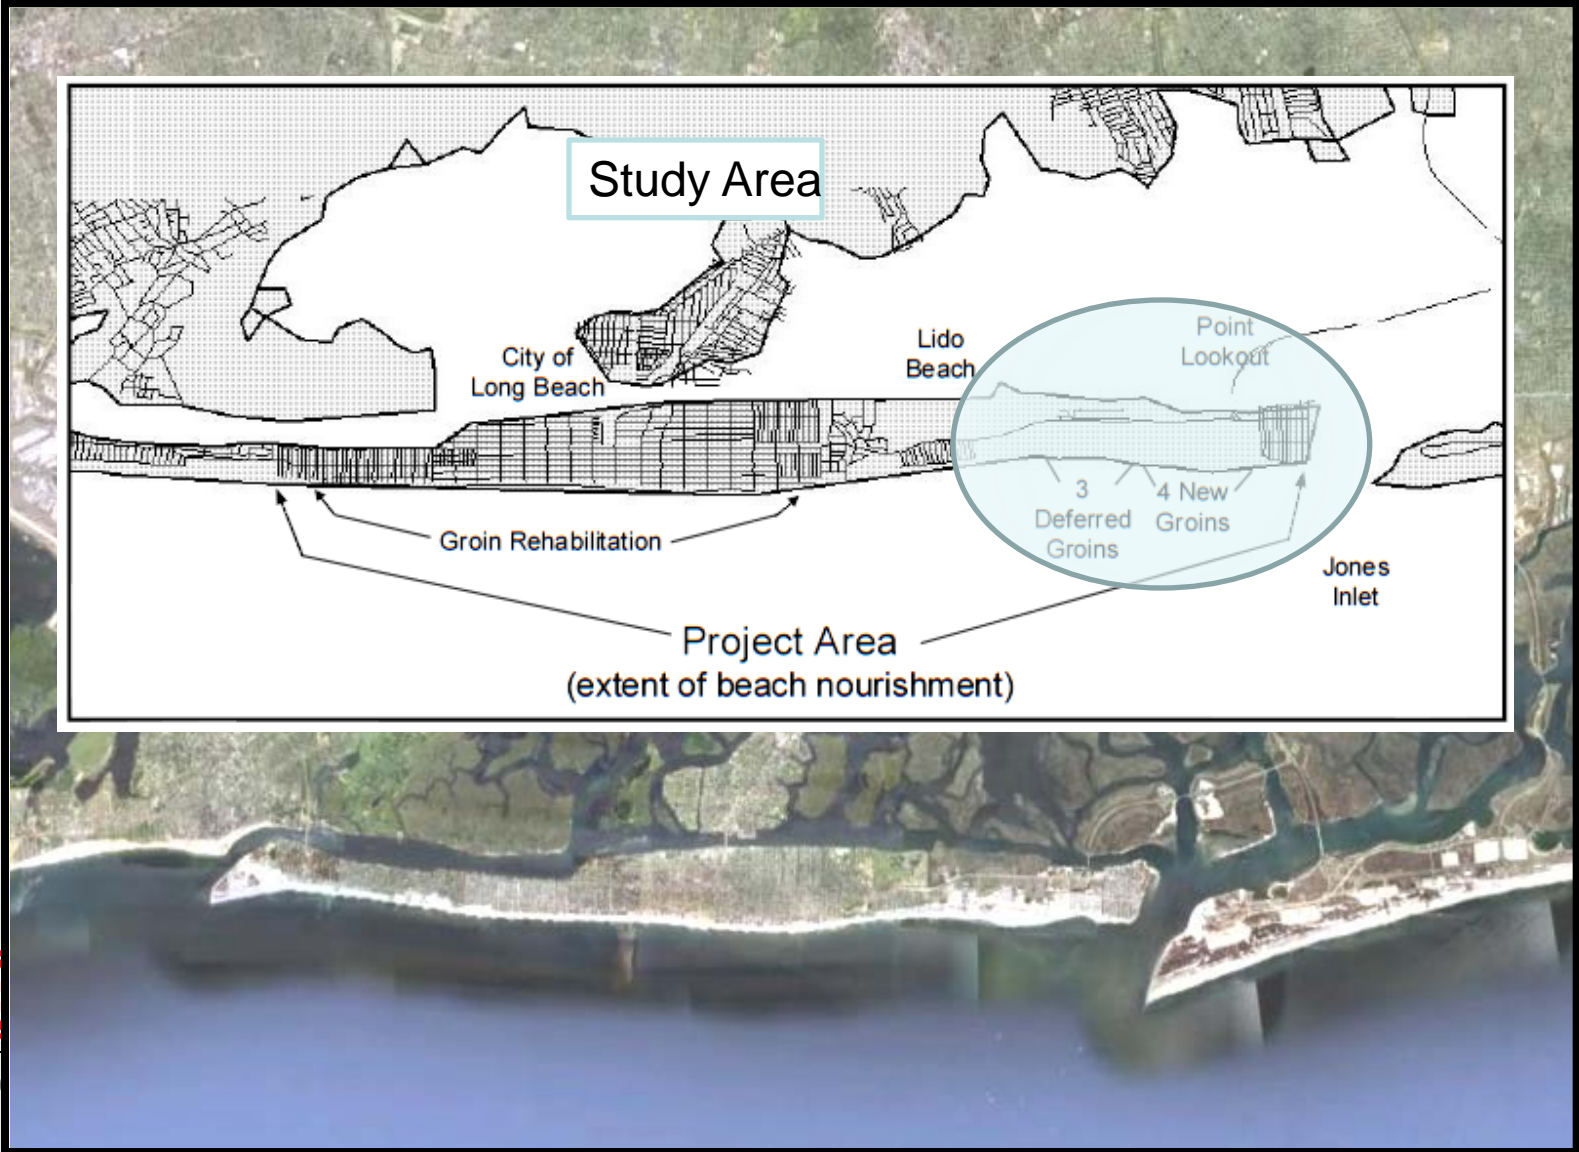 Study Area
City of
Long Beach
Lido
Beach
Point
Lookout
3
Deferred
Groins
4 New
Groins
Groin Rehabilitation
Jones
Inlet
Project Area
(extent of beach nourishment)